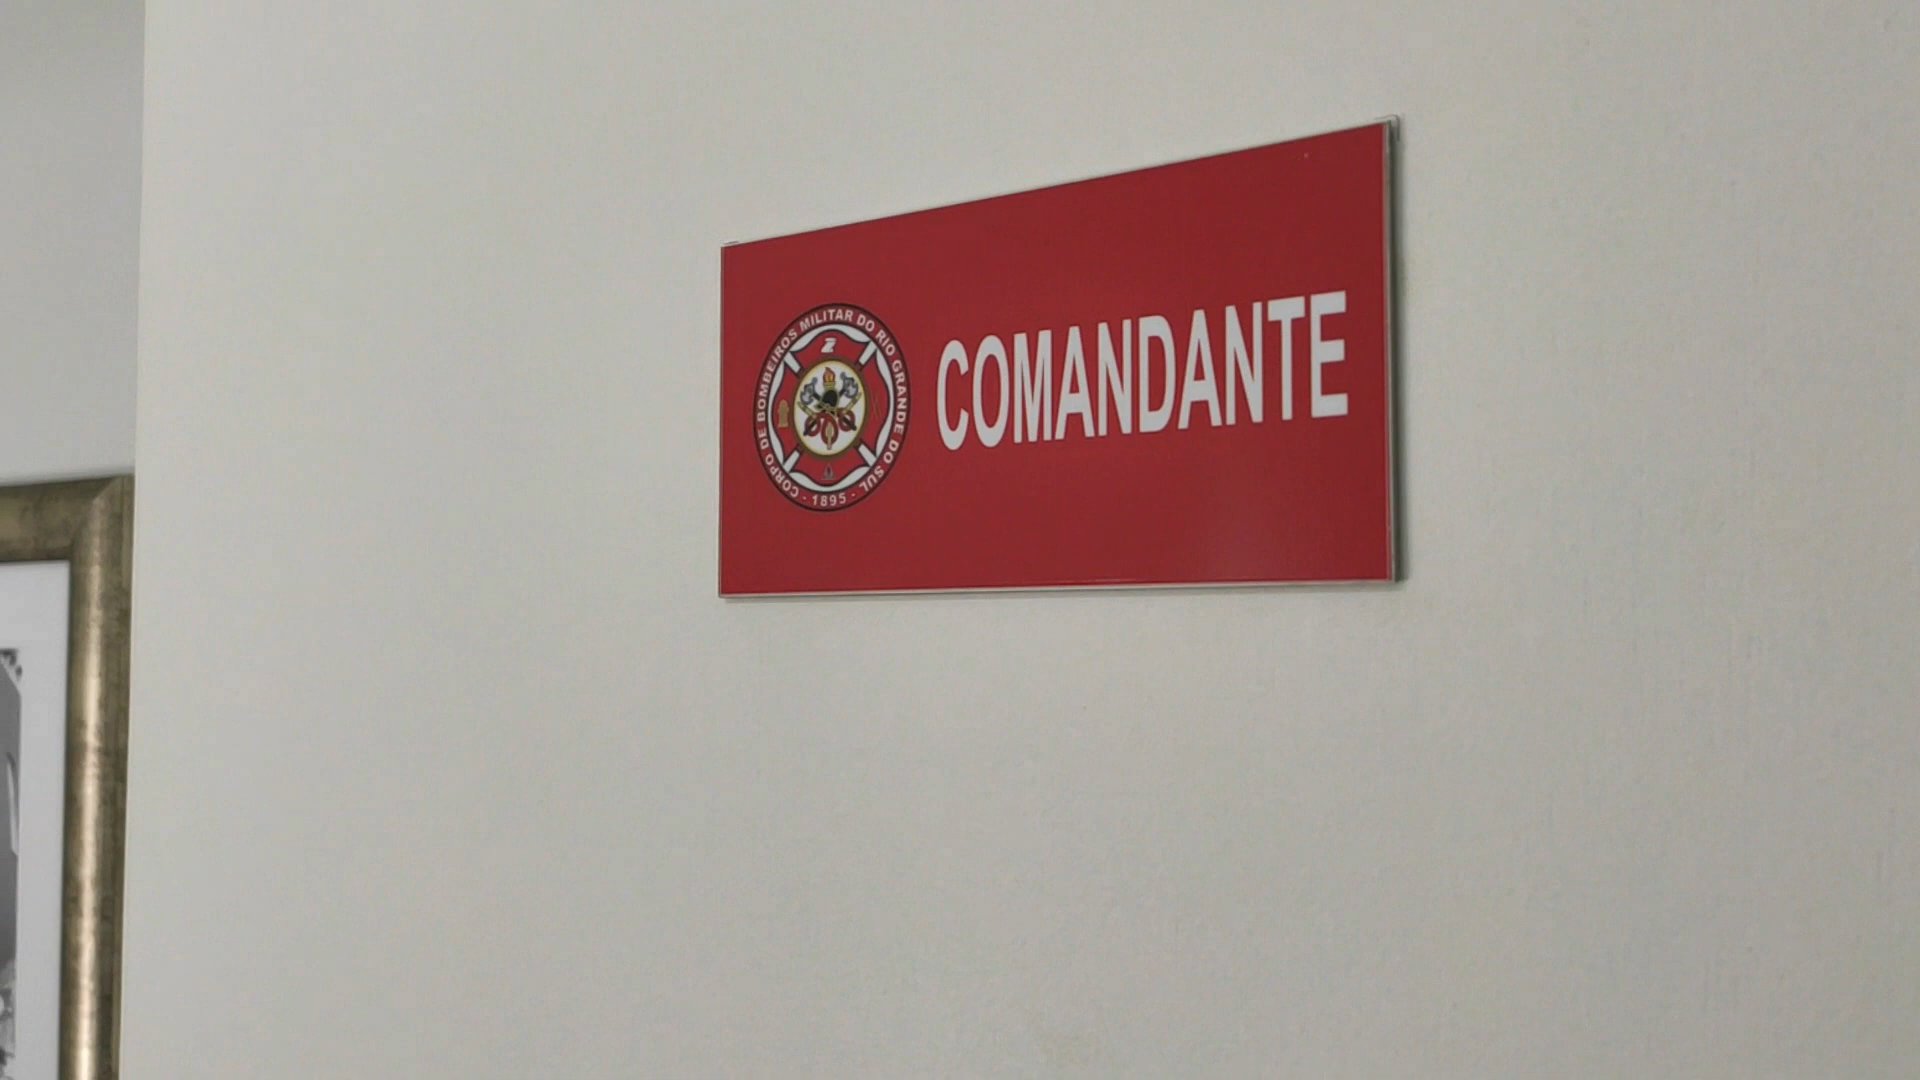 CORPO DE BOMBEIROS MILITAR DO RIO GRANDE DO SUL
- 1895 -
COMANDANTE